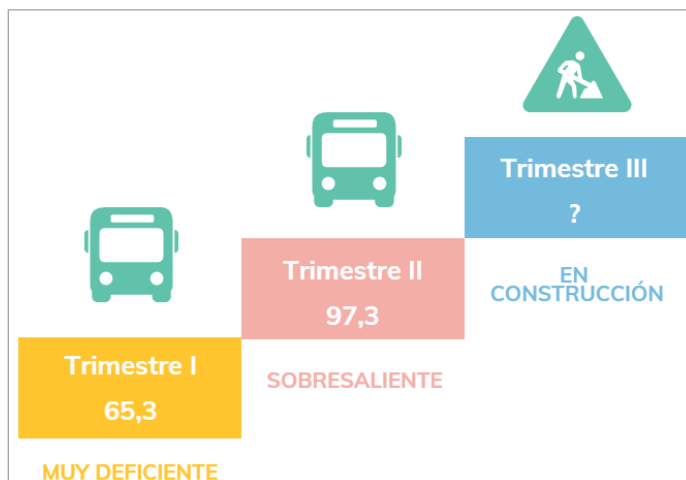 Trimestre III
?
EN
CONSTRUCCIÓN
Trimestre II
97,3
SOBRESALIENTE
Trimestre I
65,3
MUY DEFICIENTE